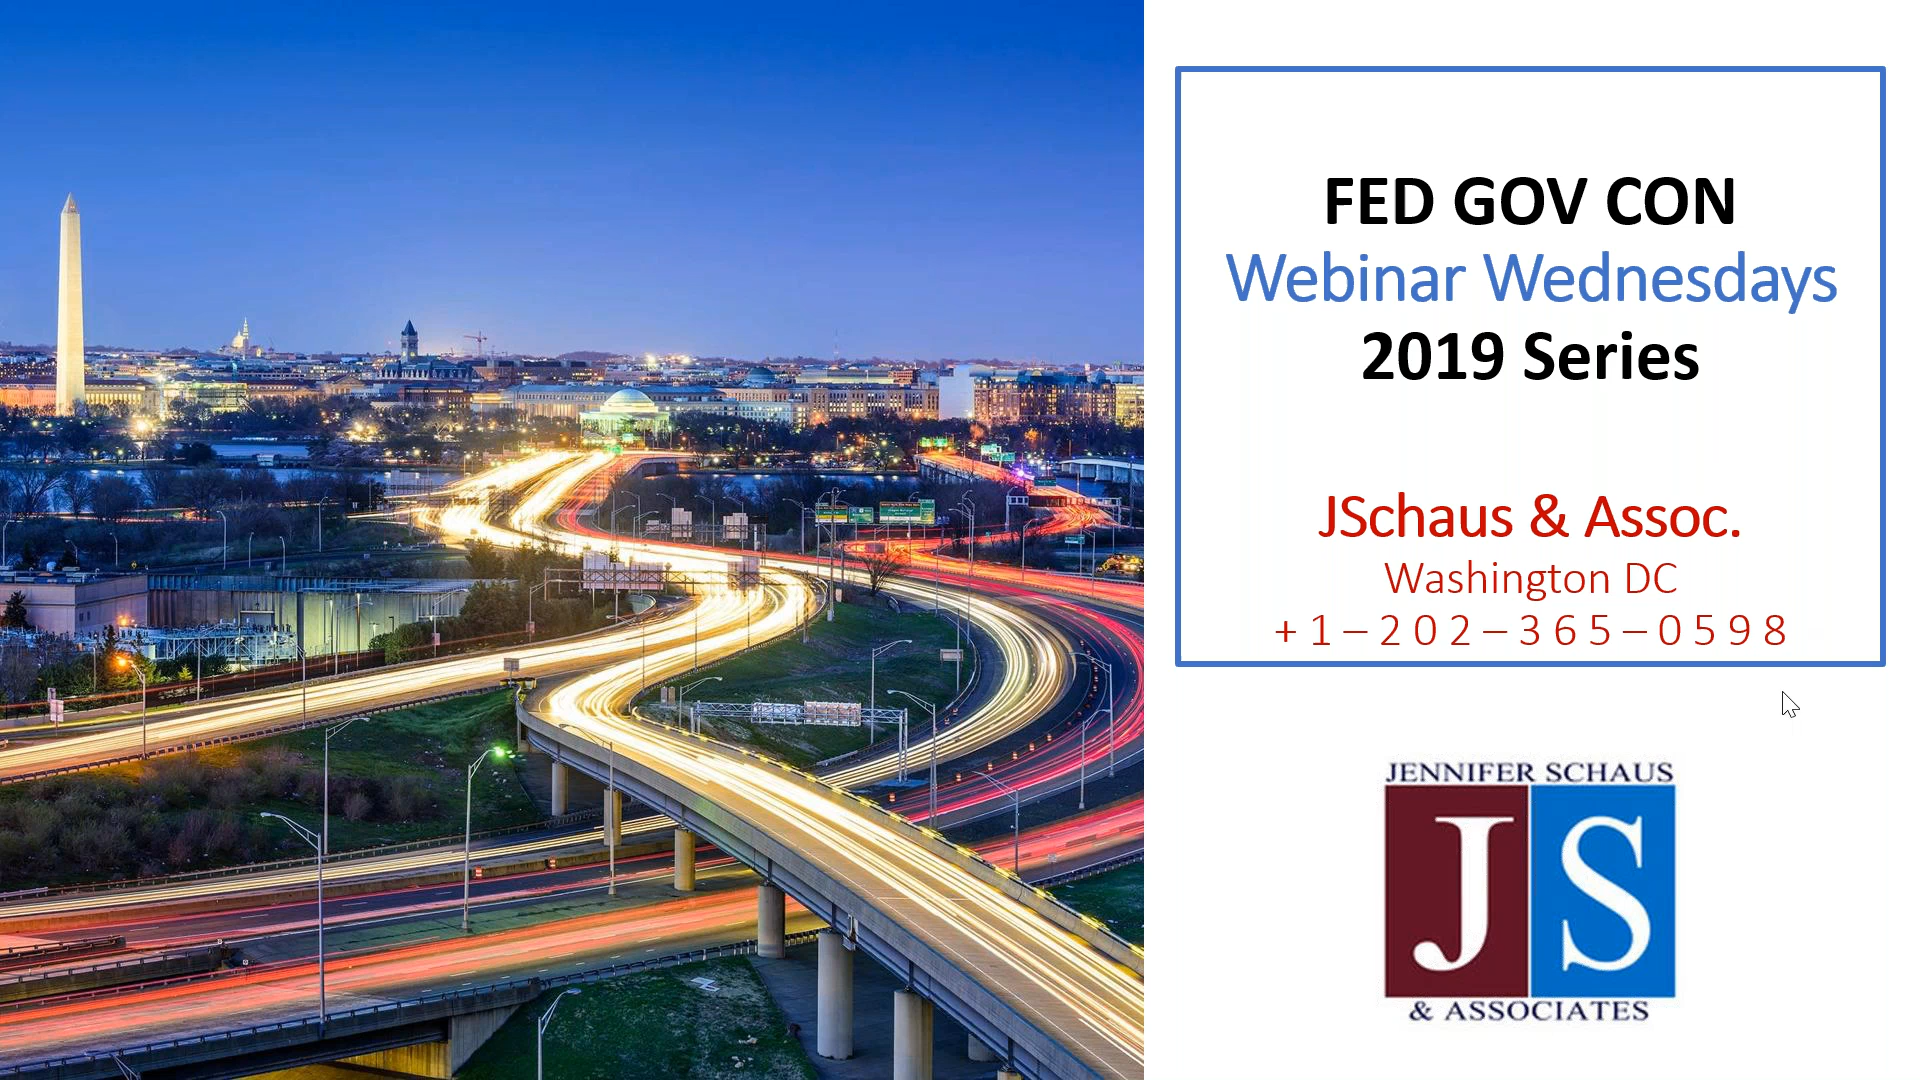 FED GOV CON
Webinar Wednesdays
2019 Series
JSchaus & Assoc.
Washington DC
+1–202–365–0598
JENNIFER SCHAUS
JS
& ASSOCIATES